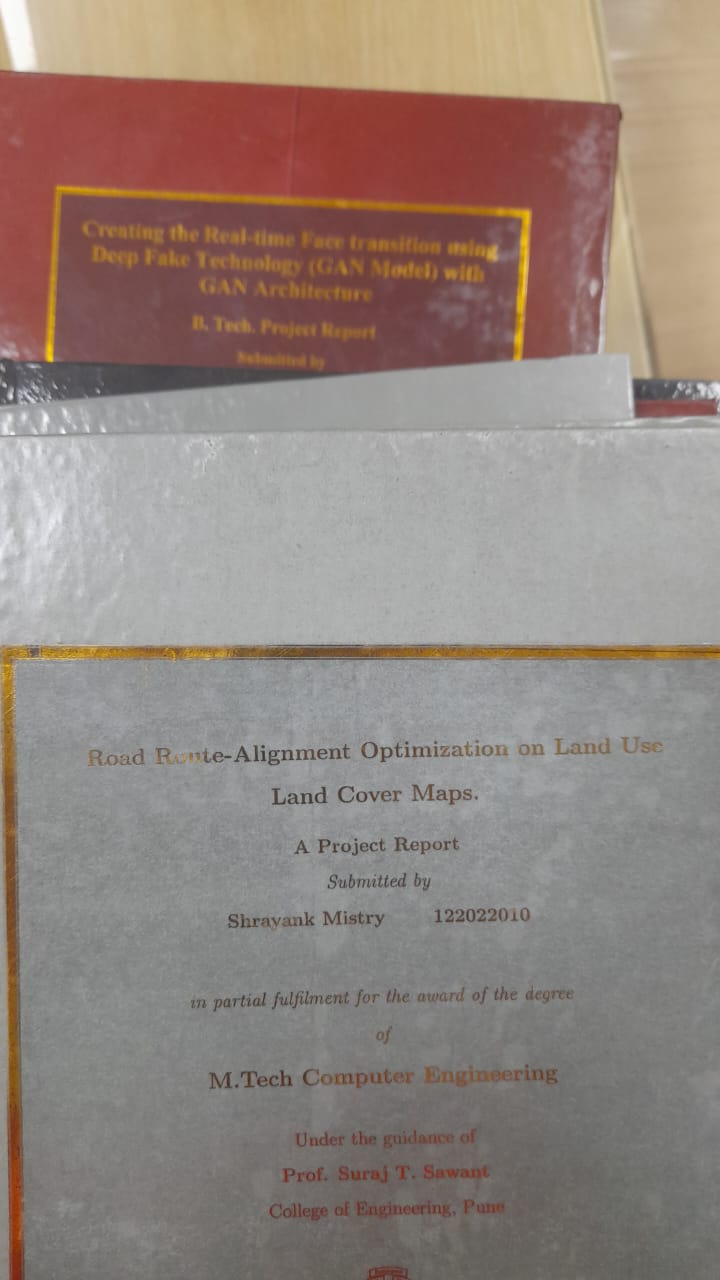 Creating the Real-time Face transition using
Deep Fake Technology (GAN Model) with
GAN Architecture
B. Tech. Project Report
Submitted by
Road Route-Alignment Optimization on Land Use
Land Cover Maps.
A Project Report
Submitted by
Shrayank Mistry 122022010
in partial fulfilment for the award of the degree
of
M.Tech Computer Engineering
Under the guidance of
Prof. Suraj T. Sawant
College of Engineering, Pune